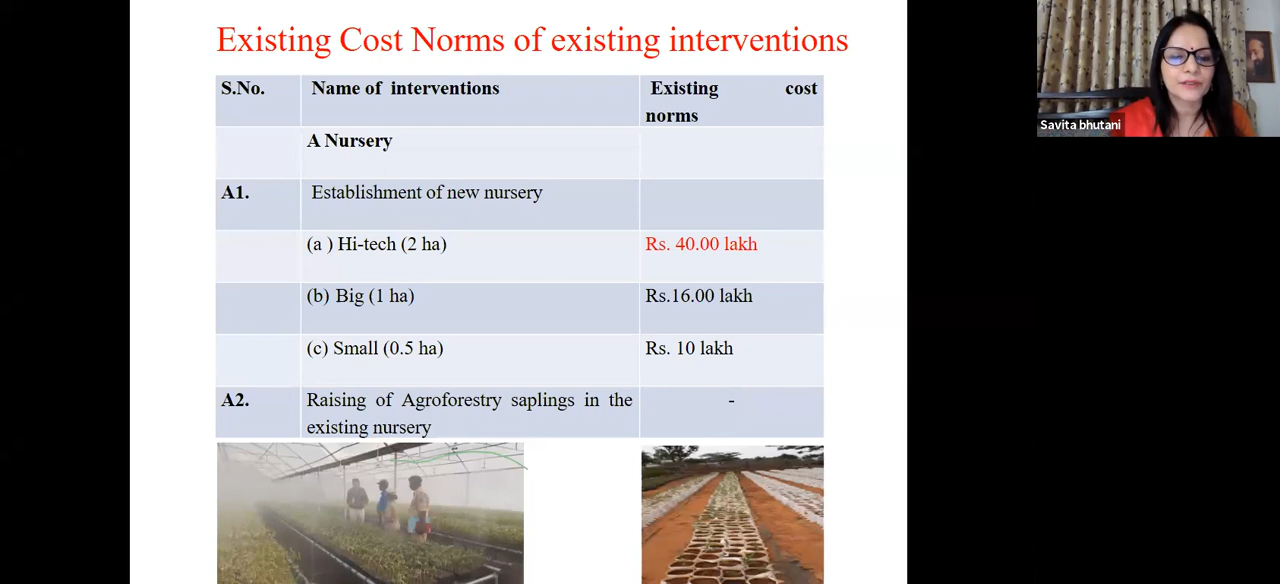 Existing Cost Norms of existing interventions
S.No. Name of interventions Existing cost
norms
A Nursery
A1. Establishment of new nursery
(a ) Hi-tech (2 ha) Rs. 40.00 lakh
(b) Big (1 ha) Rs.16.00 lakh
(c) Small (0.5 ha) Rs. 10 lakh
A2. Raising of Agroforestry saplings in the -
existing nursery
Savita bhutani